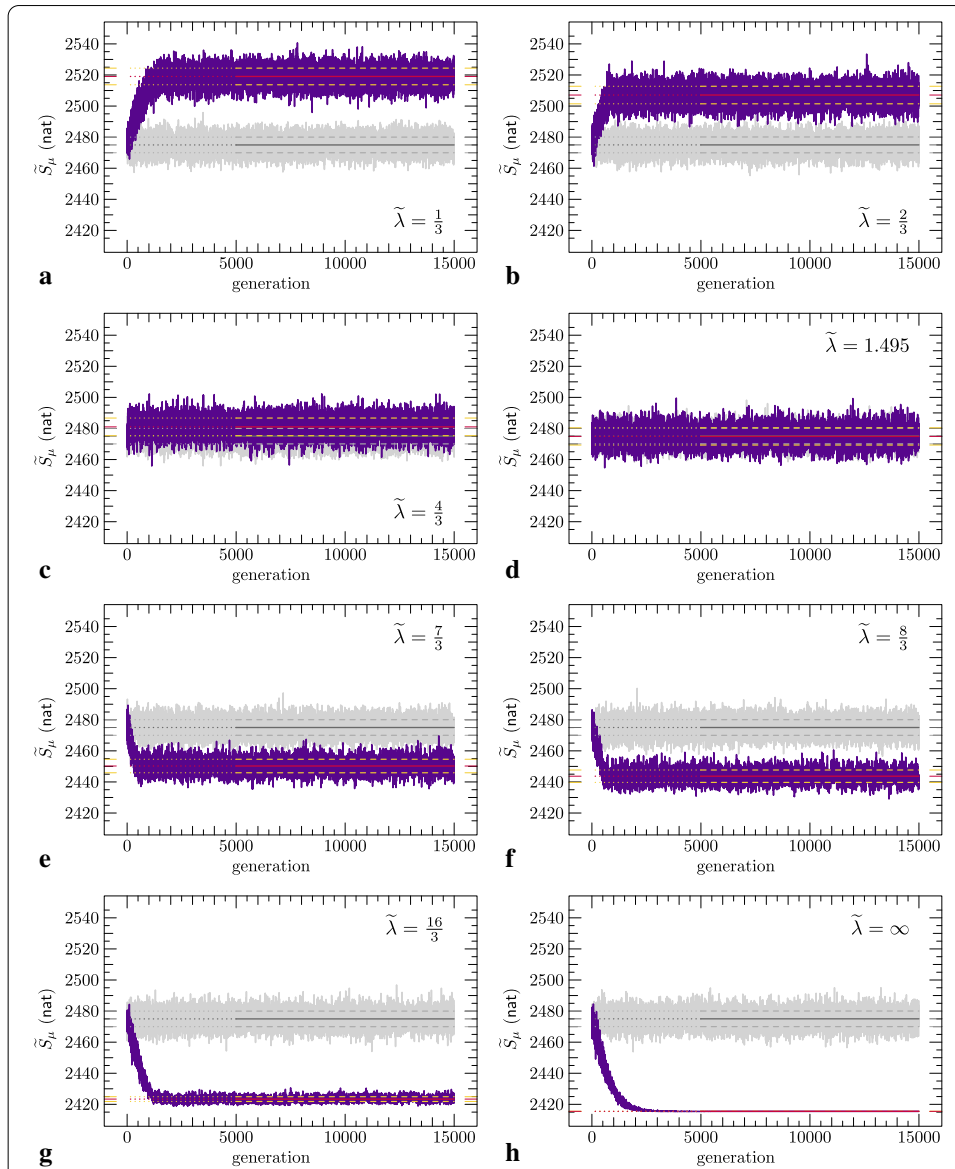 2540
2520
2500
2480
2460
2440
2420
S̃μ (nat)
λ̃ = 1/3
0 5000 10000 15000
generation
a
2540
2520
2500
2480
2460
2440
2420
S̃μ (nat)
λ̃ = 2/3
0 5000 10000 15000
generation
b
2540
2520
2500
2480
2460
2440
2420
S̃μ (nat)
λ̃ = 4/3
0 5000 10000 15000
generation
c
λ̃ = 1.495
2540
2520
2500
2480
2460
2440
2420
S̃μ (nat)
0 5000 10000 15000
generation
d
λ̃ = 7/3
2540
2520
2500
2480
2460
2440
2420
S̃μ (nat)
0 5000 10000 15000
generation
e
λ̃ = 8/3
2540
2520
2500
2480
2460
2440
2420
S̃μ (nat)
0 5000 10000 15000
generation
f
λ̃ = 16/3
2540
2520
2500
2480
2460
2440
2420
S̃μ (nat)
0 5000 10000 15000
generation
g
λ̃ = ∞
2540
2520
2500
2480
2460
2440
2420
S̃μ (nat)
0 5000 10000 15000
generation
h